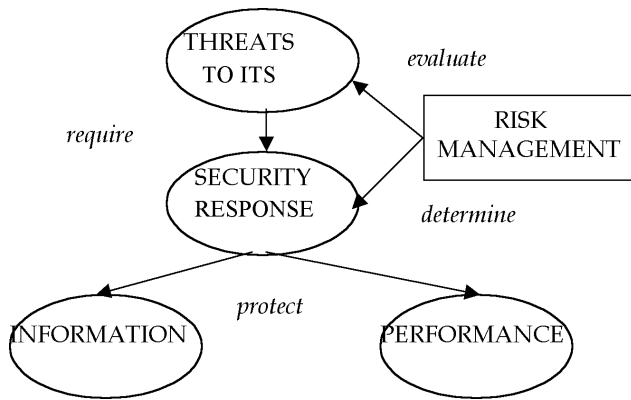 THREATS
TO ITS
evaluate
require
RISK
MANAGEMENT
SECURITY
RESPONSE
determine
protect
INFORMATION
PERFORMANCE